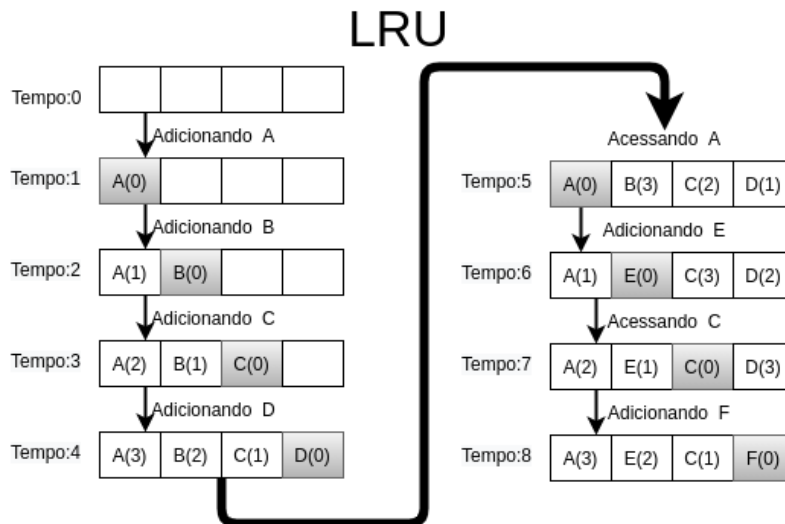 LRU
Tempo:0
Adicionando A
Tempo:1 A(0)
Adicionando B
Tempo:2 A(1) B(0)
Adicionando C
Tempo:3 A(2) B(1) C(0)
Adicionando D
Tempo:4 A(3) B(2) C(1) D(0)
Acessando A
Tempo:5 A(0) B(3) C(2) D(1)
Adicionando E
Tempo:6 A(1) E(0) C(3) D(2)
Acessando C
Tempo:7 A(2) E(1) C(0) D(3)
Adicionando F
Tempo:8 A(3) E(2) C(1) F(0)